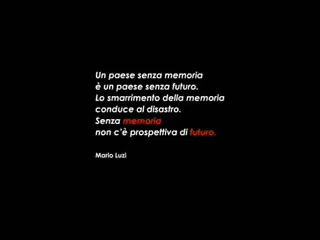 Un paese senza memoria
è un paese senza futuro.
Lo smarrimento della memoria
conduce al disastro.
Senza memoria
non c'è prospettiva di futuro.
Mario Luzi